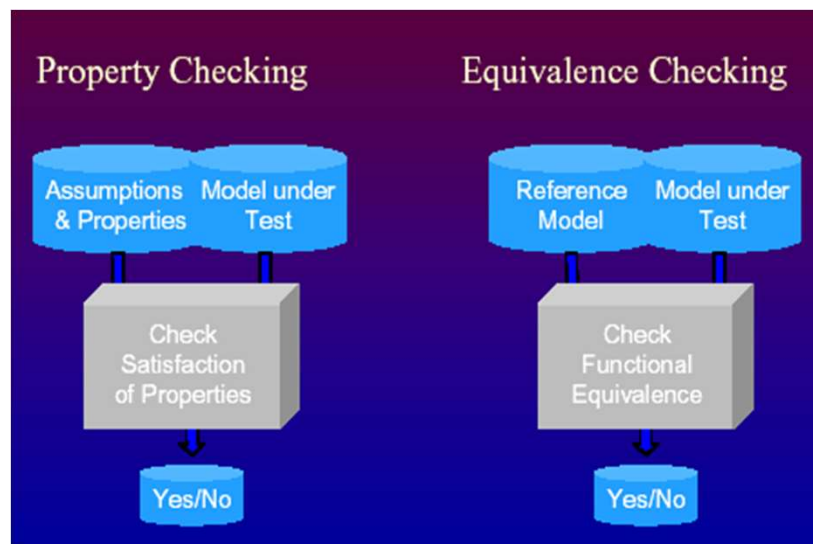 Property Checking
Assumptions
& Properties
Model under
Test
Check
Satisfaction
of Properties
Yes/No
Equivalence Checking
Reference
Model
Model under
Test
Check
Functional
Equivalence
Yes/No